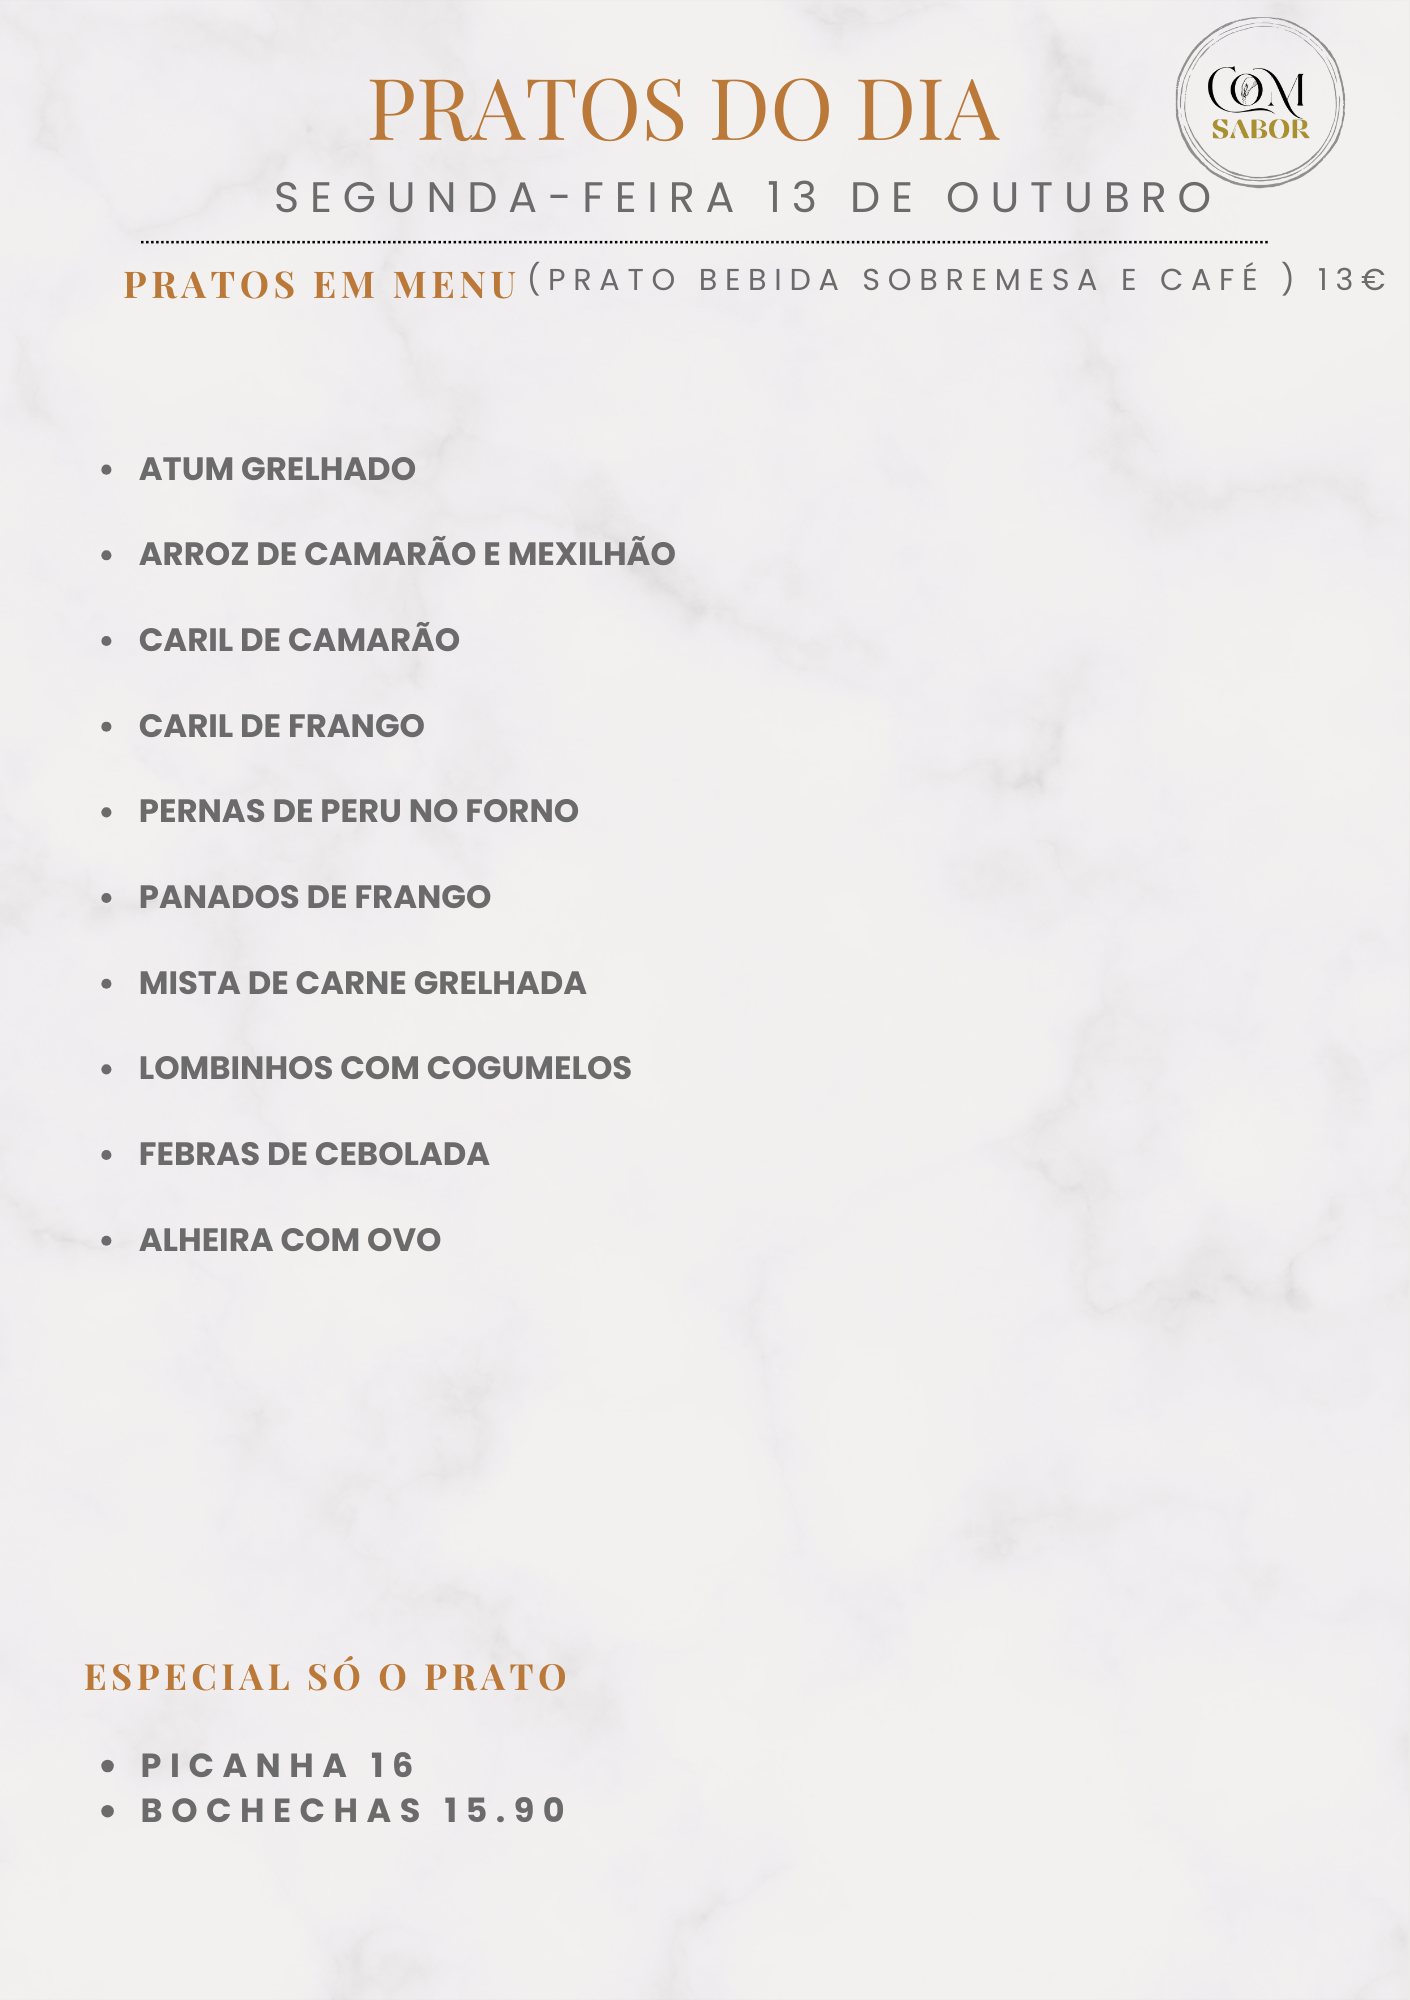 COM
SABOR
PRATOS DO DIA
SEGUNDA-FEIRA 13 DE OUTUBRO
PRATOS EM MENU (PRATO BEBIDA SOBREMESA E CAFÉ ) 13€
• ATUM GRELHADO
• ARROZ DE CAMARÃO E MEXILHÃO
• CARIL DE CAMARÃO
• CARIL DE FRANGO
• PERNAS DE PERU NO FORNO
• PANADOS DE FRANGO
• MISTA DE CARNE GRELHADA
• LOMBINHOS COM COGUMELOS
• FEBRAS DE CEBOLADA
• ALHEIRA COM OVO
ESPECIAL SÓ O PRATO
• PICANHA 16
• BOCHECHAS 15.90